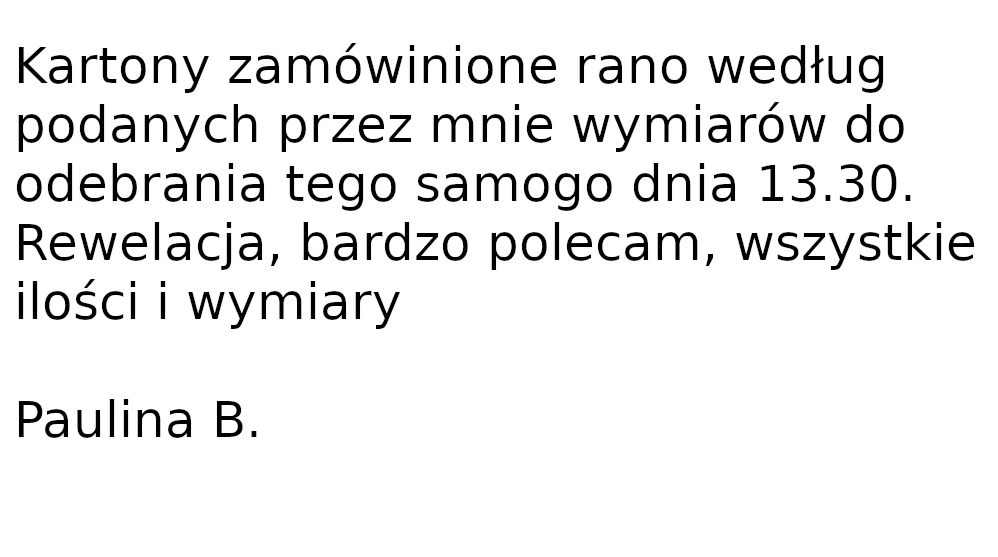 Kartony zamówinione rano według
podanych przez mnie wymiarów do
odebrania tego samogo dnia 13.30.
Rewelacja, bardzo polecam, wszystkie
ilości i wymiary
Paulina B.